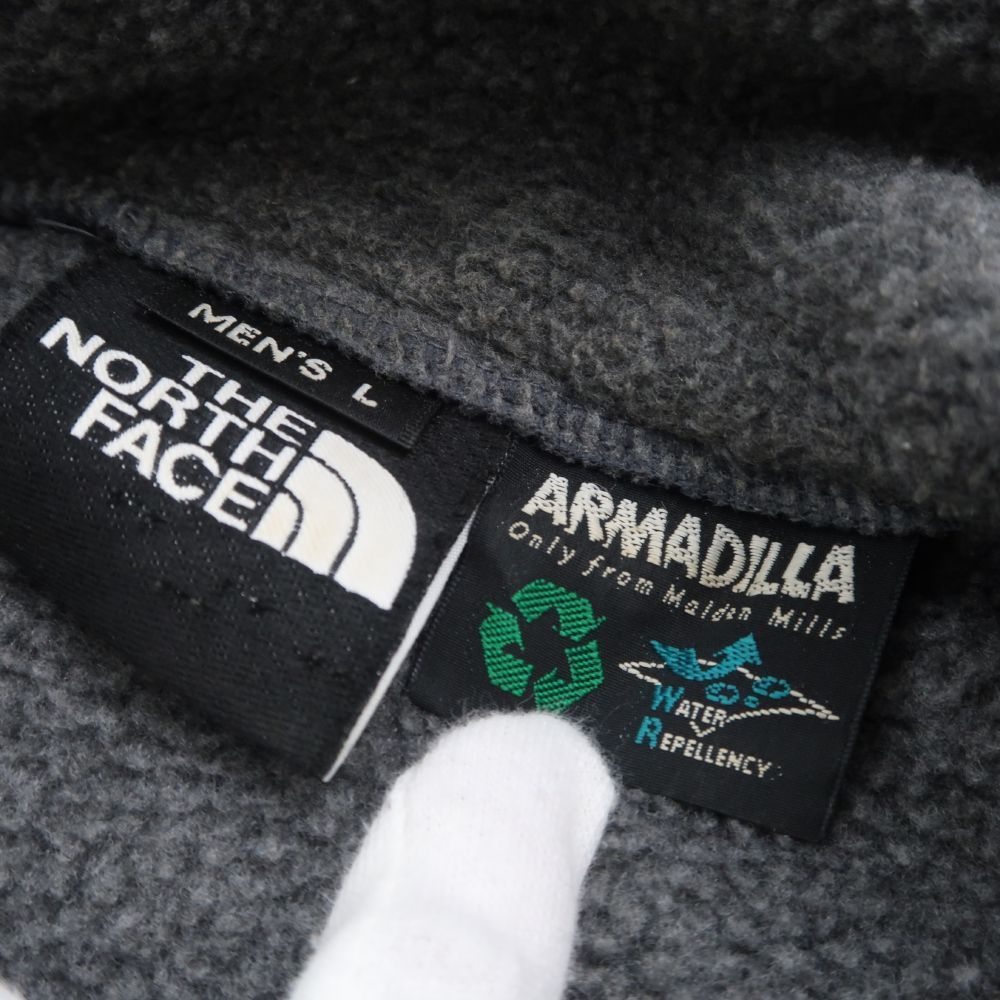 MEN'S L
THE
NORTH
FACE
ARMADILLA
Only from Malden Mills
WATER
REPELLENCY